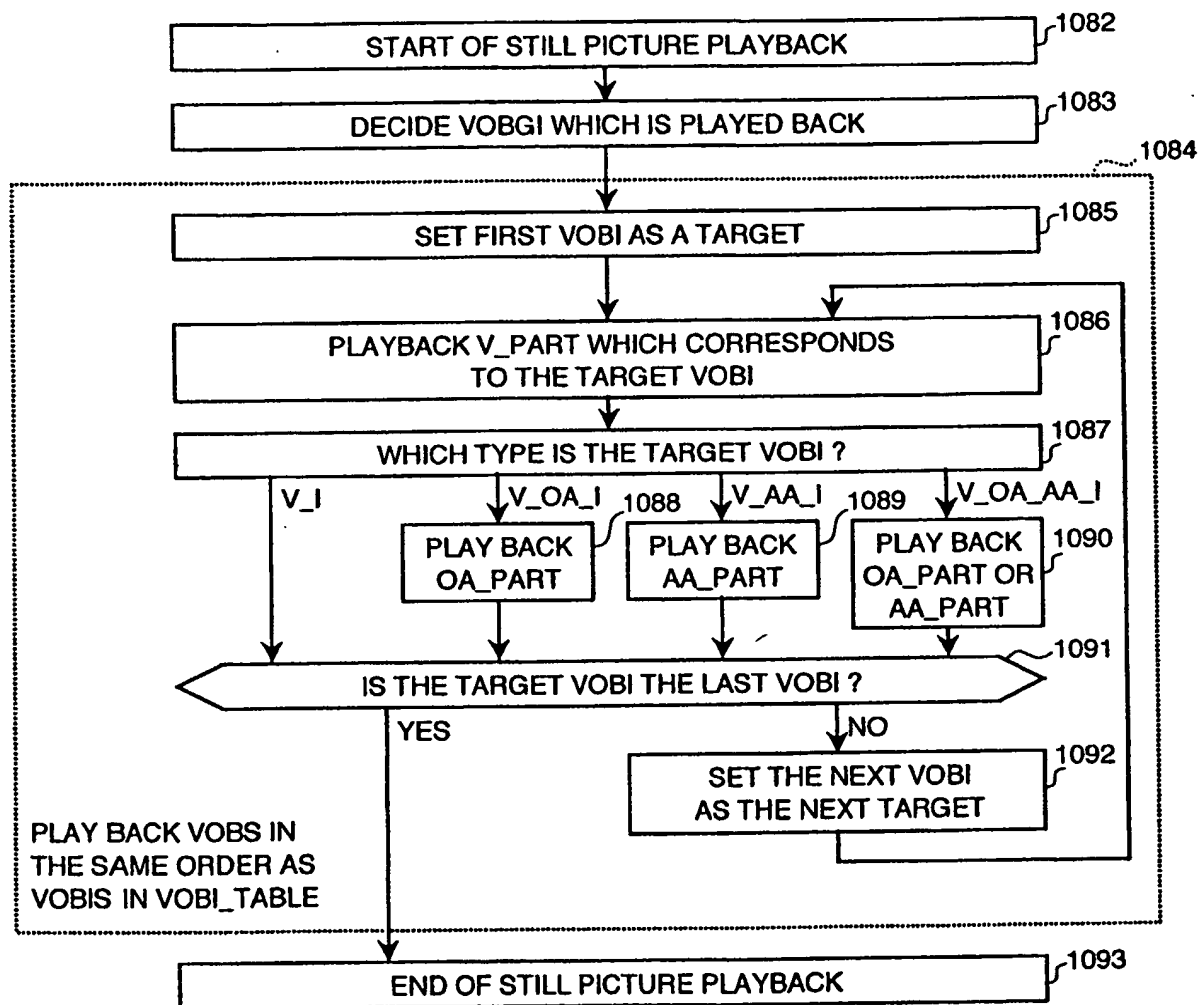 1082
START OF STILL PICTURE PLAYBACK
1083
DECIDE VOBGI WHICH IS PLAYED BACK
1084
1085
SET FIRST VOBI AS A TARGET
1086
PLAYBACK V_PART WHICH CORRESPONDS
TO THE TARGET VOBI
1087
WHICH TYPE IS THE TARGET VOBI ?
V_I
V_OA_I
1088
V_AA_I
1089
V_OA_AA_I
1090
PLAY BACK
OA_PART
PLAY BACK
AA_PART
PLAY BACK
OA_PART OR
AA_PART
1091
IS THE TARGET VOBI THE LAST VOBI ?
YES
NO
1092
SET THE NEXT VOBI
AS THE NEXT TARGET
PLAY BACK VOBS IN
THE SAME ORDER AS
VOBIS IN VOBI_TABLE
1093
END OF STILL PICTURE PLAYBACK